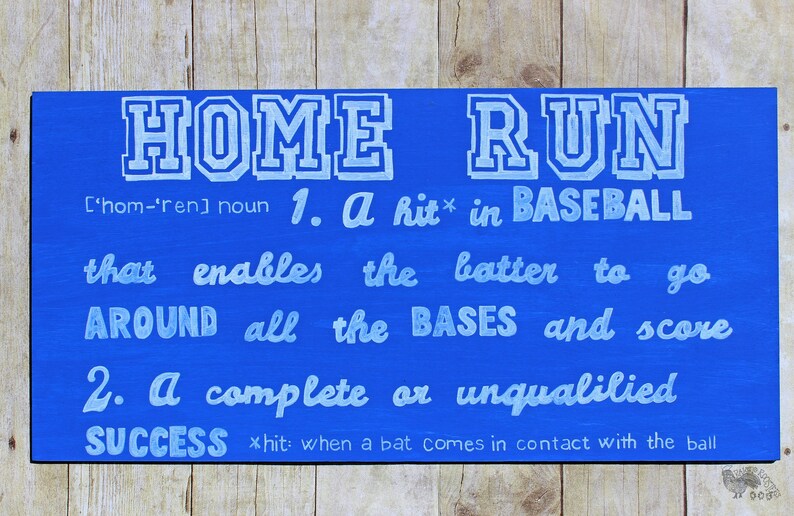 HOME RUN
['hom-'ren] noun 1. A hit* in BASEBALL
that enables the batter to go
AROUND all the BASES and score
2. A complete or unqualilied
SUCCESS *hit: when a bat comes in contact with the ball